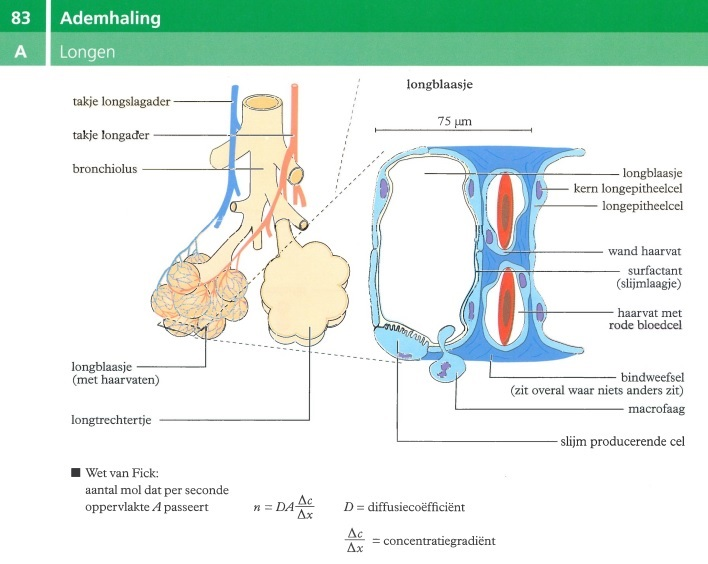 83 Ademhaling
A Longen
longblaasje
75 µm
takje longslagader
takje longader
bronchiolus
longblaasje
(met haarvaten)
longtrechtertje
longblaasje
kern longepitheelcel
longepitheelcel
wand haarvat
surfactant
(slijmlaagje)
haarvat met
rode bloedcel
bindweefsel
(zit overal waar niets anders zit)
macrofaag
slijm producerende cel
■ Wet van Fick:
aantal mol dat per seconde
oppervlakte A passeert
n = DA Δc/Δx
D = diffusiecoëfficiënt
Δc/Δx = concentratiegradiënt